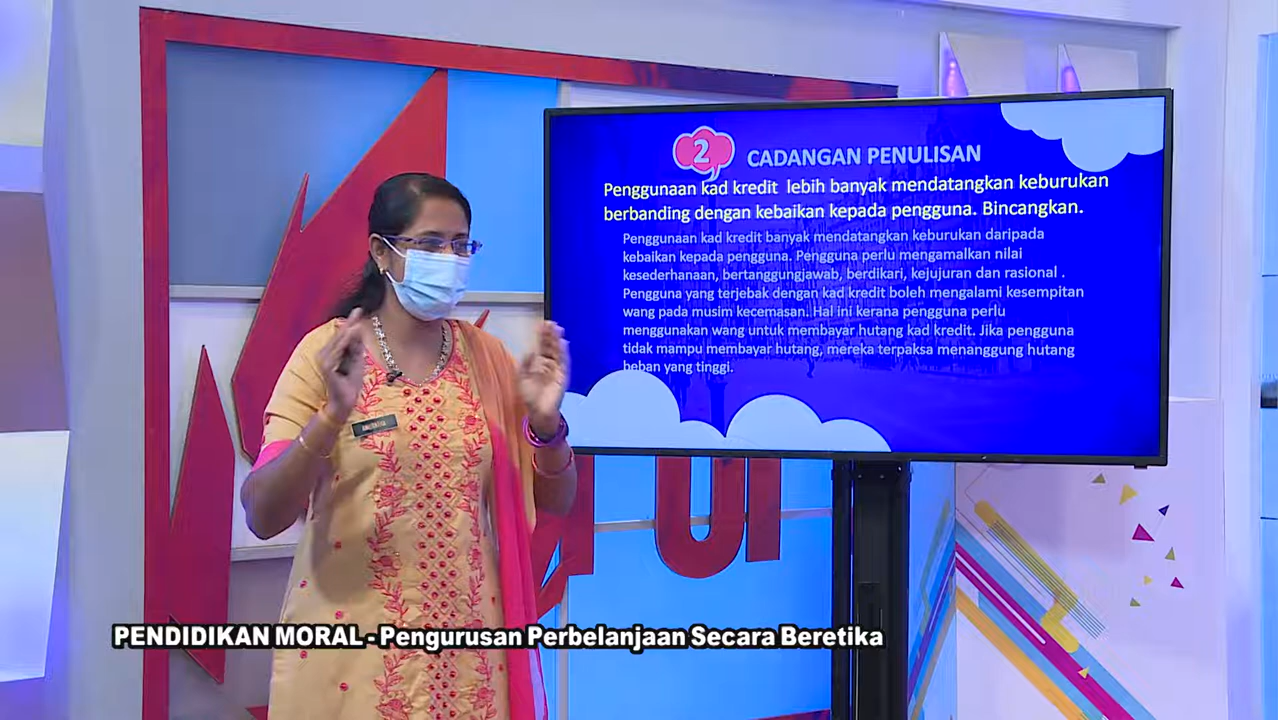 2
CADANGAN PENULISAN
Penggunaan kad kredit lebih banyak mendatangkan keburukan
berbanding dengan kebaikan kepada pengguna. Bincangkan.
Penggunaan kad kredit banyak mendatangkan keburukan daripada
kebaikan kepada pengguna. Pengguna perlu mengamalkan nilai
kesederhanaan, bertanggungjawab, berdikari, kejujuran dan rasional .
Pengguna yang terjebak dengan kad kredit boleh mengalami kesempitan
wang pada musim kecemasan. Hal ini kerana pengguna perlu
menggunakan wang untuk membayar hutang kad kredit. Jika pengguna
tidak mampu membayar hutang, mereka terpaksa menanggung hutang
beban yang tinggi.
PENDIDIKAN MORAL - Pengurusan Perbelanjaan Secara Beretika